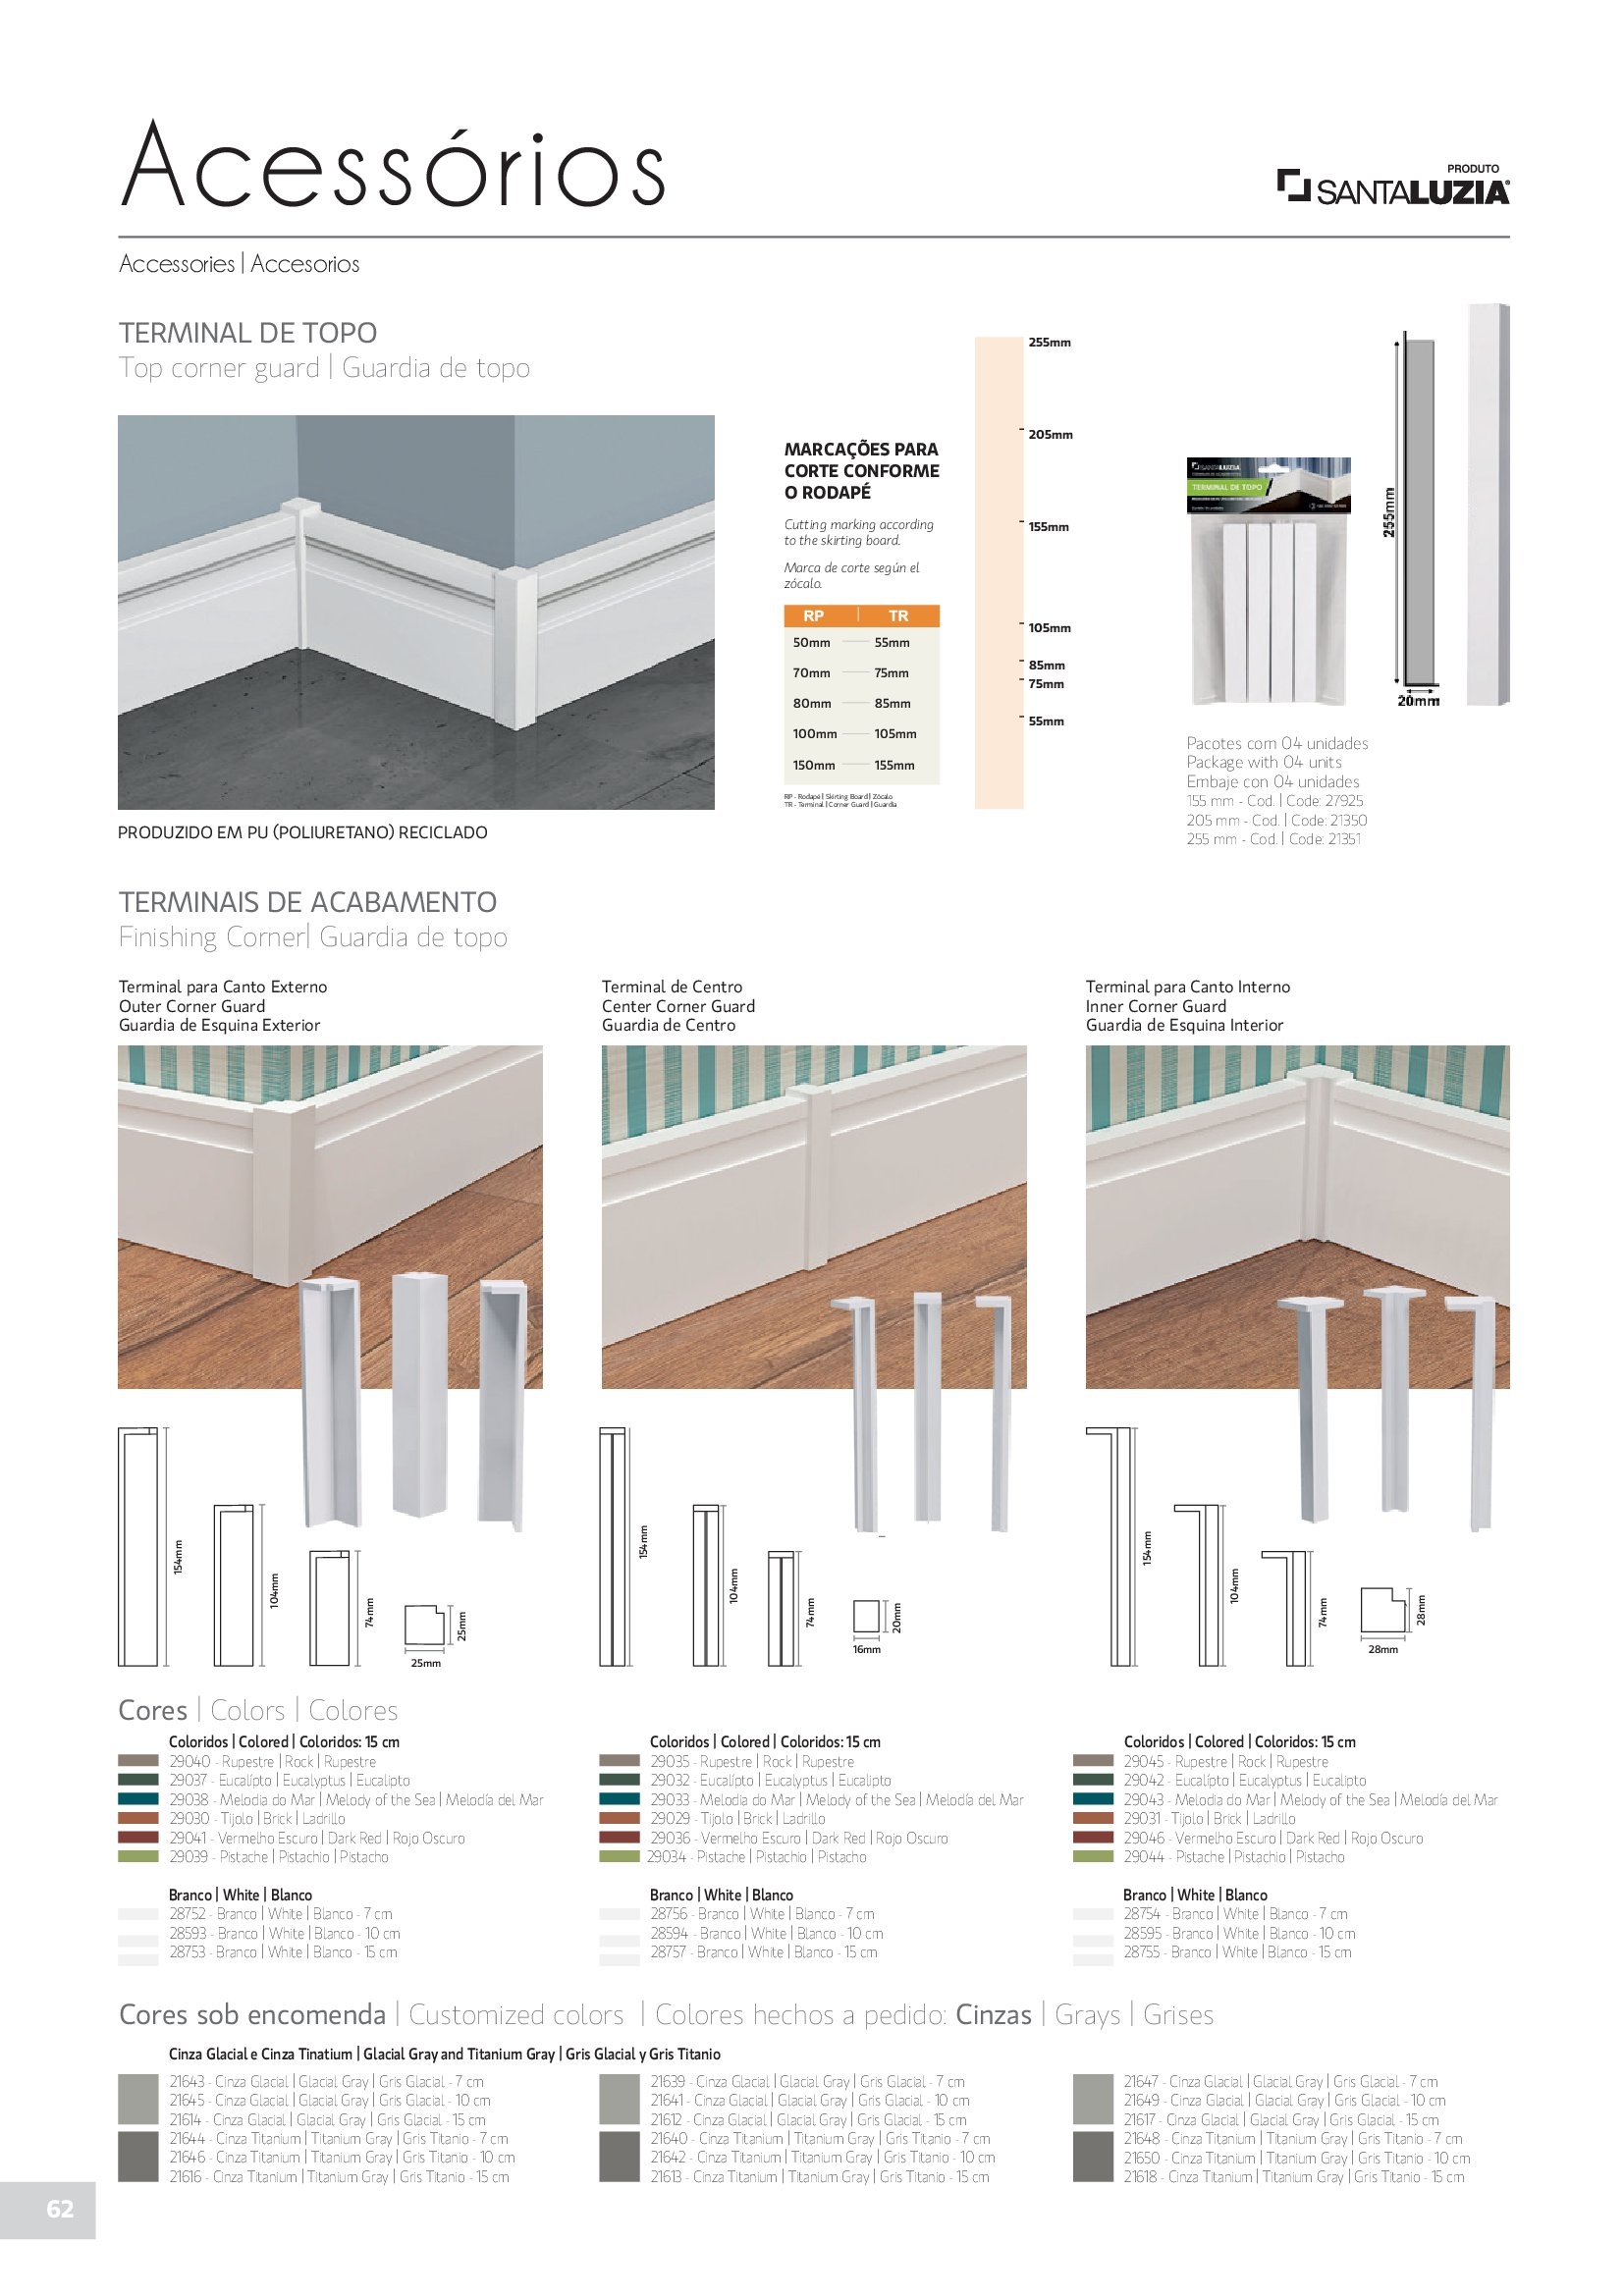 Acessórios
PRODUTO
SANTALUZIA®
Accessories | Accesorios
TERMINAL DE TOPO
Top corner guard | Guardia de topo
MARCAÇÕES PARA
CORTE CONFORME
O RODAPÉ
Cutting marking according
to the skirting board.
Marca de corte según el
zócalo.
RP | TR
50mm 55mm
70mm 75mm
80mm 85mm
100mm 105mm
150mm 155mm
RP - Rodapé | Skirting Board | Zócalo
TR - Terminal | Corner Guard | Guardia
255mm
205mm
155mm
105mm
85mm
75mm
55mm
SANTALUZIA
TERMINAL DE TOPO
255mm
20mm
Pacotes com 04 unidades
Package with 04 units
Embaje con 04 unidades
155 mm - Cod. | Code: 27925
205 mm - Cod. | Code: 21350
255 mm - Cod. | Code: 21351
PRODUZIDO EM PU (POLIURETANO) RECICLADO
TERMINAIS DE ACABAMENTO
Finishing Corner| Guardia de topo
Terminal para Canto Externo
Outer Corner Guard
Guardia de Esquina Exterior
Terminal de Centro
Center Corner Guard
Guardia de Centro
Terminal para Canto Interno
Inner Corner Guard
Guardia de Esquina Interior
154mm
104mm
74mm
25mm
25mm
154mm
104mm
74mm
20mm
16mm
154mm
104mm
74mm
28mm
28mm
Cores | Colors | Colores
Coloridos | Colored | Coloridos: 15 cm
29040 - Rupestre | Rock | Rupestre
29037 - Eucalípto | Eucalyptus | Eucalipto
29038 - Melodia do Mar | Melody of the Sea | Melodía del Mar
29030 - Tijolo | Brick | Ladrillo
29041 - Vermelho Escuro | Dark Red | Rojo Oscuro
29039 - Pistache | Pistachio | Pistacho
Branco | White | Blanco
28752 - Branco | White | Blanco - 7 cm
28593 - Branco | White | Blanco - 10 cm
28753 - Branco | White | Blanco - 15 cm
Coloridos | Colored | Coloridos: 15 cm
29035 - Rupestre | Rock | Rupestre
29032 - Eucalípto | Eucalyptus | Eucalipto
29033 - Melodia do Mar | Melody of the Sea | Melodía del Mar
29029 - Tijolo | Brick | Ladrillo
29036 - Vermelho Escuro | Dark Red | Rojo Oscuro
29034 - Pistache | Pistachio | Pistacho
Branco | White | Blanco
28756 - Branco | White | Blanco - 7 cm
28594 - Branco | White | Blanco - 10 cm
28757 - Branco | White | Blanco - 15 cm
Coloridos | Colored | Coloridos: 15 cm
29045 - Rupestre | Rock | Rupestre
29042 - Eucalípto | Eucalyptus | Eucalipto
29043 - Melodia do Mar | Melody of the Sea | Melodía del Mar
29031 - Tijolo | Brick | Ladrillo
29046 - Vermelho Escuro | Dark Red | Rojo Oscuro
29044 - Pistache | Pistachio | Pistacho
Branco | White | Blanco
28754 - Branco | White | Blanco - 7 cm
28595 - Branco | White | Blanco - 10 cm
28755 - Branco | White | Blanco - 15 cm
Cores sob encomenda | Customized colors | Colores hechos a pedido: Cinzas | Grays | Grises
Cinza Glacial e Cinza Tinatium | Glacial Gray and Titanium Gray | Gris Glacial y Gris Titanio
21643 - Cinza Glacial | Glacial Gray | Gris Glacial - 7 cm
21645 - Cinza Glacial | Glacial Gray | Gris Glacial - 10 cm
21614 - Cinza Glacial | Glacial Gray | Gris Glacial - 15 cm
21644 - Cinza Titanium | Titanium Gray | Gris Titanio - 7 cm
21646 - Cinza Titanium | Titanium Gray | Gris Titanio - 10 cm
21616 - Cinza Titanium | Titanium Gray | Gris Titanio - 15 cm
21639 - Cinza Glacial | Glacial Gray | Gris Glacial - 7 cm
21641 - Cinza Glacial | Glacial Gray | Gris Glacial - 10 cm
21612 - Cinza Glacial | Glacial Gray | Gris Glacial - 15 cm
21640 - Cinza Titanium | Titanium Gray | Gris Titanio - 7 cm
21642 - Cinza Titanium | Titanium Gray | Gris Titanio - 10 cm
21613 - Cinza Titanium | Titanium Gray | Gris Titanio - 15 cm
21647 - Cinza Glacial | Glacial Gray | Gris Glacial - 7 cm
21649 - Cinza Glacial | Glacial Gray | Gris Glacial - 10 cm
21617 - Cinza Glacial | Glacial Gray | Gris Glacial - 15 cm
21648 - Cinza Titanium | Titanium Gray | Gris Titanio - 7 cm
21650 - Cinza Titanium | Titanium Gray | Gris Titanio - 10 cm
21618 - Cinza Titanium | Titanium Gray | Gris Titanio - 15 cm
62